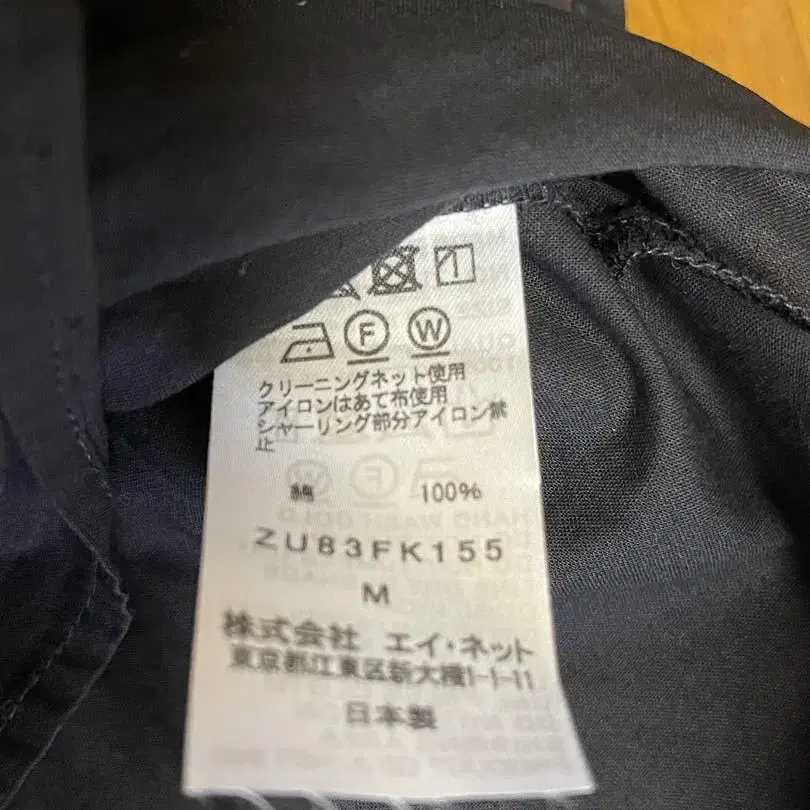 F W
クリーニングネット使用
アイロンはあて布使用
シャーリング部分アイロン禁
止
綿 100%
ZU83FK155
M
株式会社 エイ・ネット
東京都江東区新大橋1-1-11
日本製